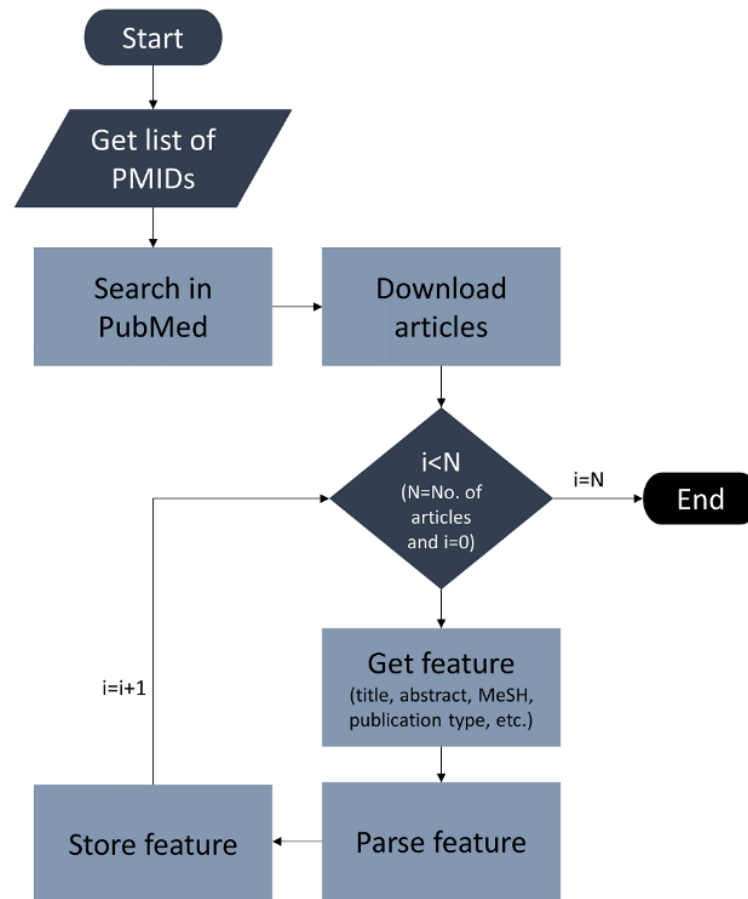 Start
Get list of
PMIDs
Search in
PubMed
Download
articles
i<N
(N=No. of
articles
and i=0)
i=N
End
Get feature
(title, abstract, MeSH,
publication type, etc.)
i=i+1
Store feature
Parse feature